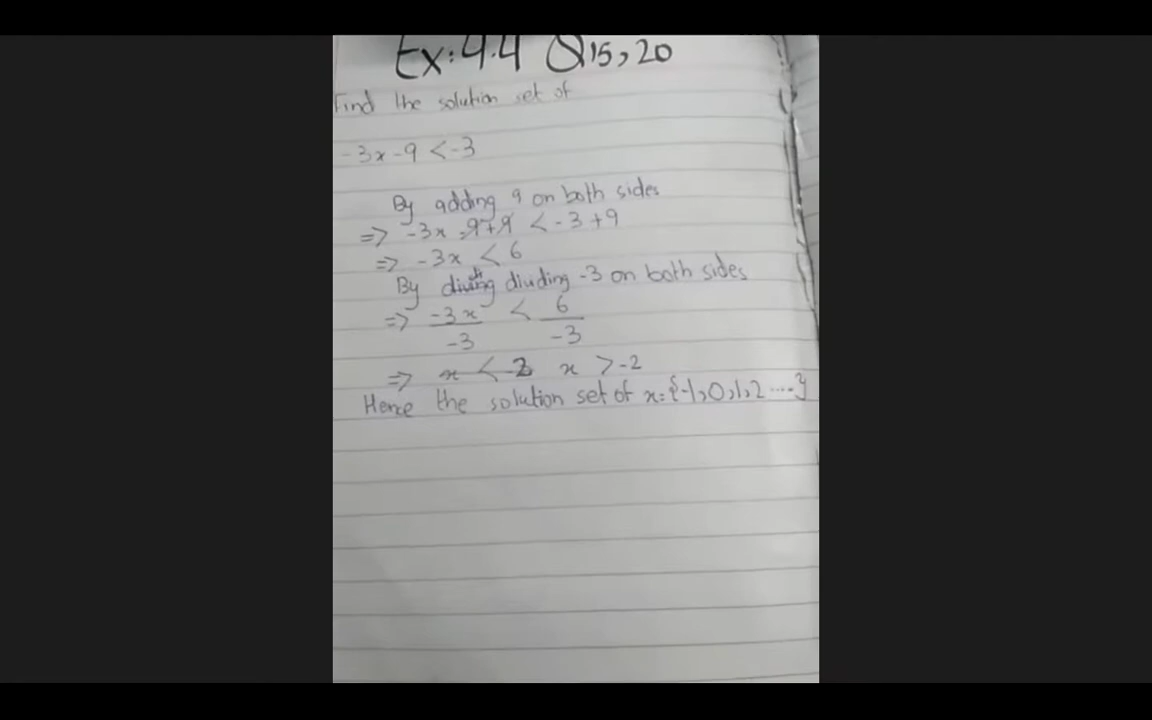 Ex: 4.4 Q15, 20
Find the solution set of
-3x - 9 < -3
By adding 9 on both sides
=> -3x -9+9 < -3+9
=> -3x < 6
By diving dividing -3 on both sides
=> -3x/-3 < 6/-3
=> x < -2 x > -2
Hence the solution set of x = {-1, 0, 1, 2 ....}